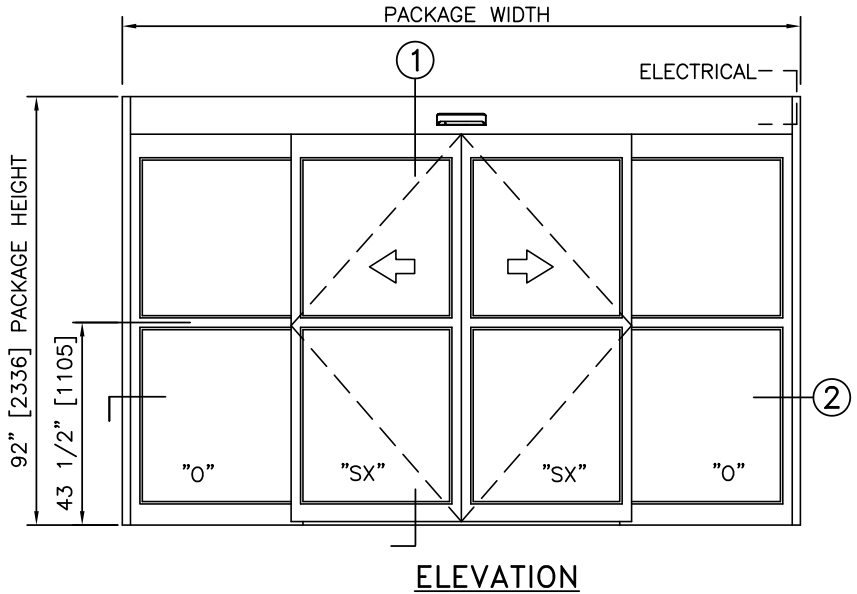 PACKAGE WIDTH
1
ELECTRICAL
92” [2336] PACKAGE HEIGHT
43 1/2” [1105]
2
”O”
”SX”
”SX”
”O”
ELEVATION